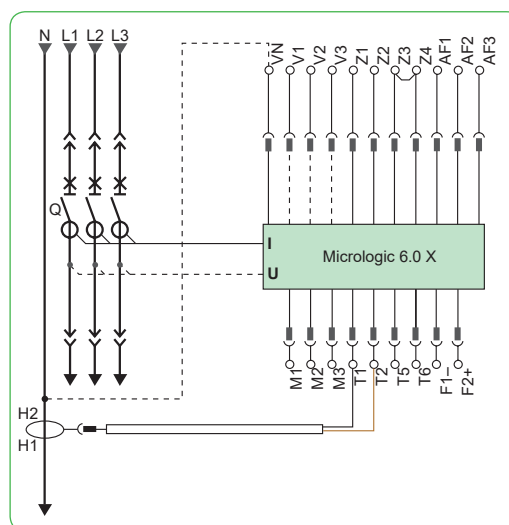 N L1 L2 L3
VN V1 V2 V3 Z1 Z2 Z3 Z4 AF1 AF2 AF3
Q
I
Micrologic 6.0 X
U
M1 M2 M3 T1 T2 T5 T6 F1– F2+
H2
H1